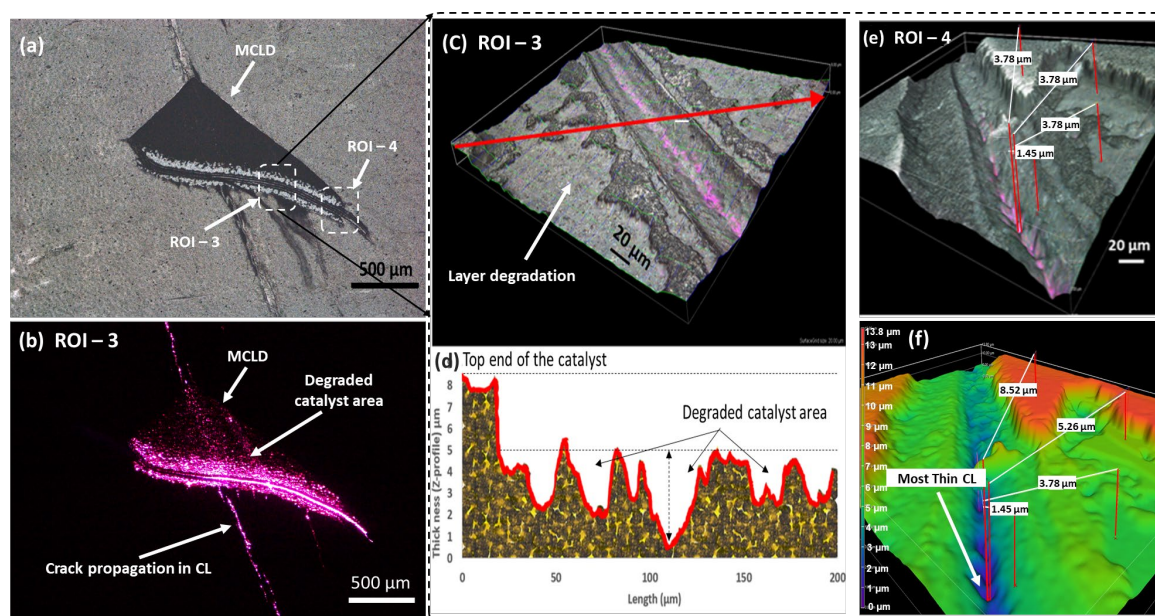 (a)
MCLD
ROI – 4
ROI – 3
500 µm
(b) ROI – 3
MCLD
Degraded
catalyst area
Crack propagation in CL
500 µm
(C) ROI – 3
Layer degradation
20 µm
(d) Top end of the catalyst
Degraded catalyst area
Thick ness (Z-profile) µm
8
7
6
5
4
3
2
1
0
0
50
100
150
200
Length (µm)
(e) ROI – 4
3.78 µm
3.78 µm
3.78 µm
1.45 µm
20 µm
(f)
13.8 µm
13 µm
12 µm
11 µm
10 µm
9 µm
8 µm
7 µm
6 µm
5 µm
4 µm
3 µm
2 µm
1 µm
0 µm
8.52 µm
5.26 µm
3.78 µm
1.45 µm
Most Thin CL